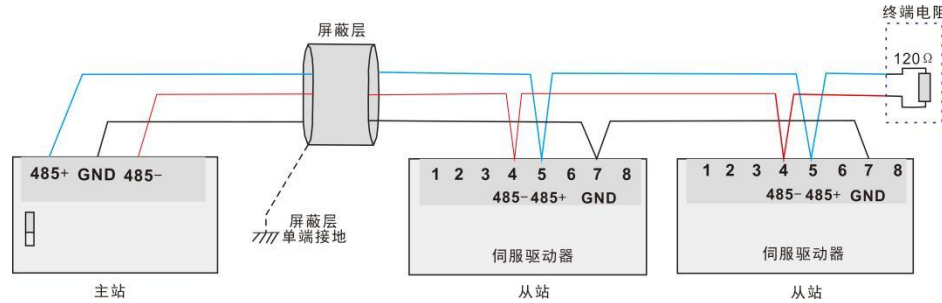 终端电阻
屏蔽层
120Ω
485+ GND 485-
1 2 3 4 5 6 7 8
485- 485+ GND
1 2 3 4 5 6 7 8
485- 485+ GND
屏蔽层
单端接地
伺服驱动器
伺服驱动器
主站
从站
从站